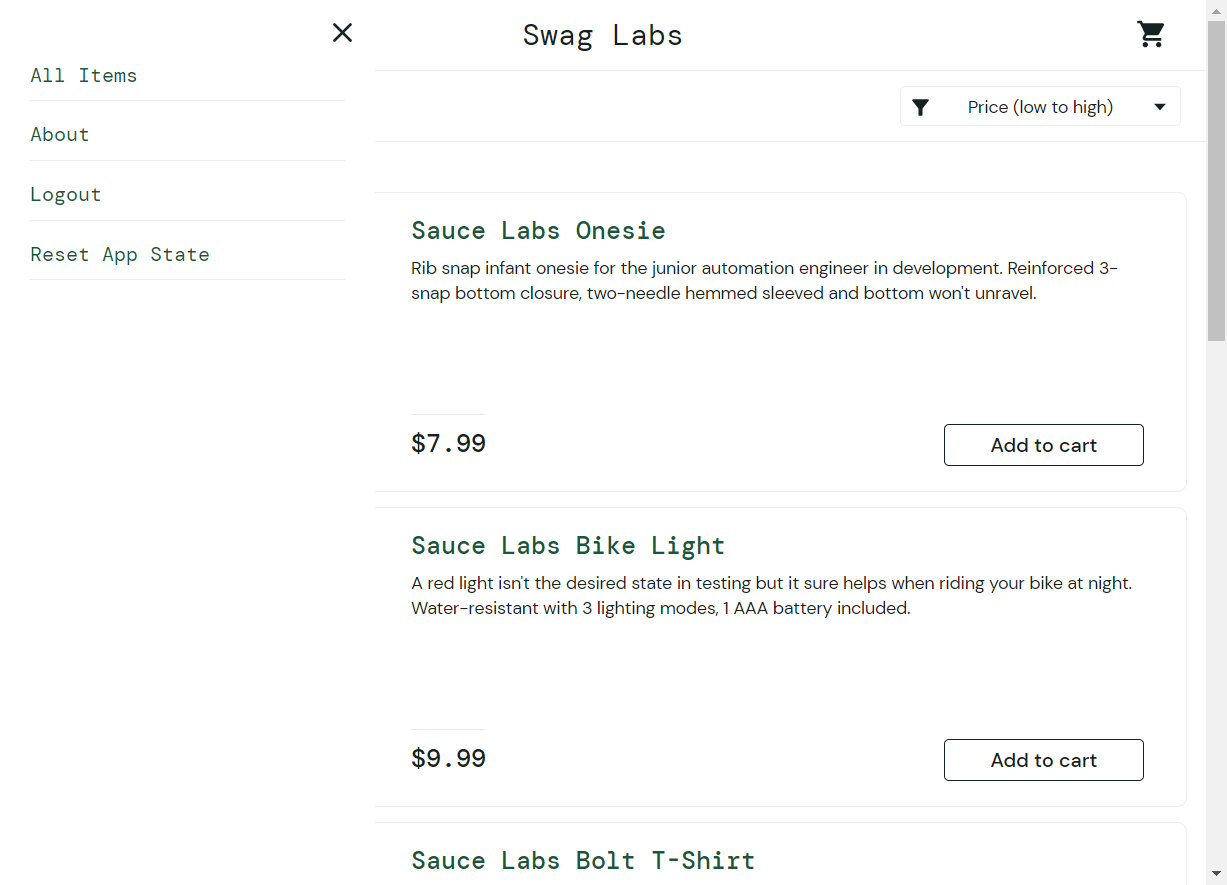 All Items
About
Logout
Reset App State
Swag Labs
Price (low to high)
Sauce Labs Onesie
Rib snap infant onesie for the junior automation engineer in development. Reinforced 3-
snap bottom closure, two-needle hemmed sleeved and bottom won't unravel.
$7.99
Add to cart
Sauce Labs Bike Light
A red light isn't the desired state in testing but it sure helps when riding your bike at night.
Water-resistant with 3 lighting modes, 1 AAA battery included.
$9.99
Add to cart
Sauce Labs Bolt T-Shirt